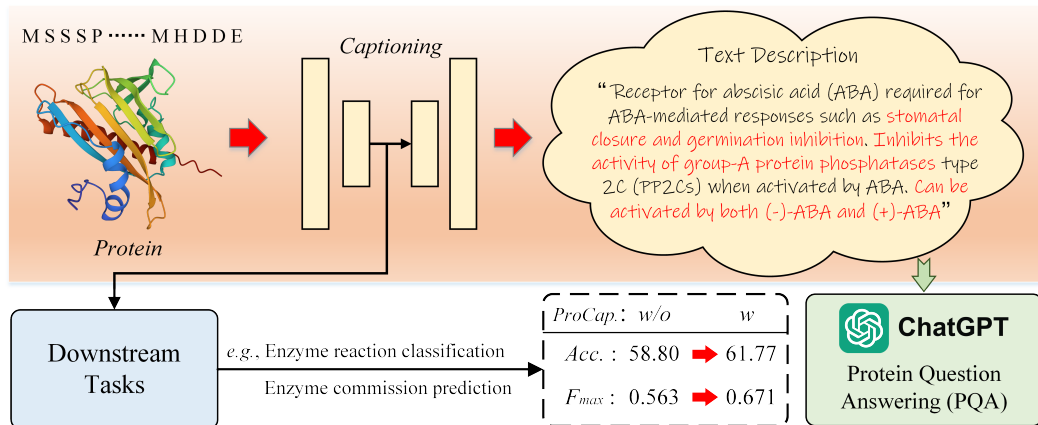 MSSSP ······ MHDDE
Captioning
Protein
Text Description
“Receptor for abscisic acid (ABA) required for
ABA-mediated responses such as stomatal
closure and germination inhibition. Inhibits the
activity of group-A protein phosphatases type
2C (PP2Cs) when activated by ABA. Can be
activated by both (-)-ABA and (+)-ABA”
Downstream
Tasks
e.g., Enzyme reaction classification
Enzyme commission prediction
ProCap.: w/o w
Acc. : 58.80 61.77
Fmax : 0.563 0.671
ChatGPT
Protein Question
Answering (PQA)